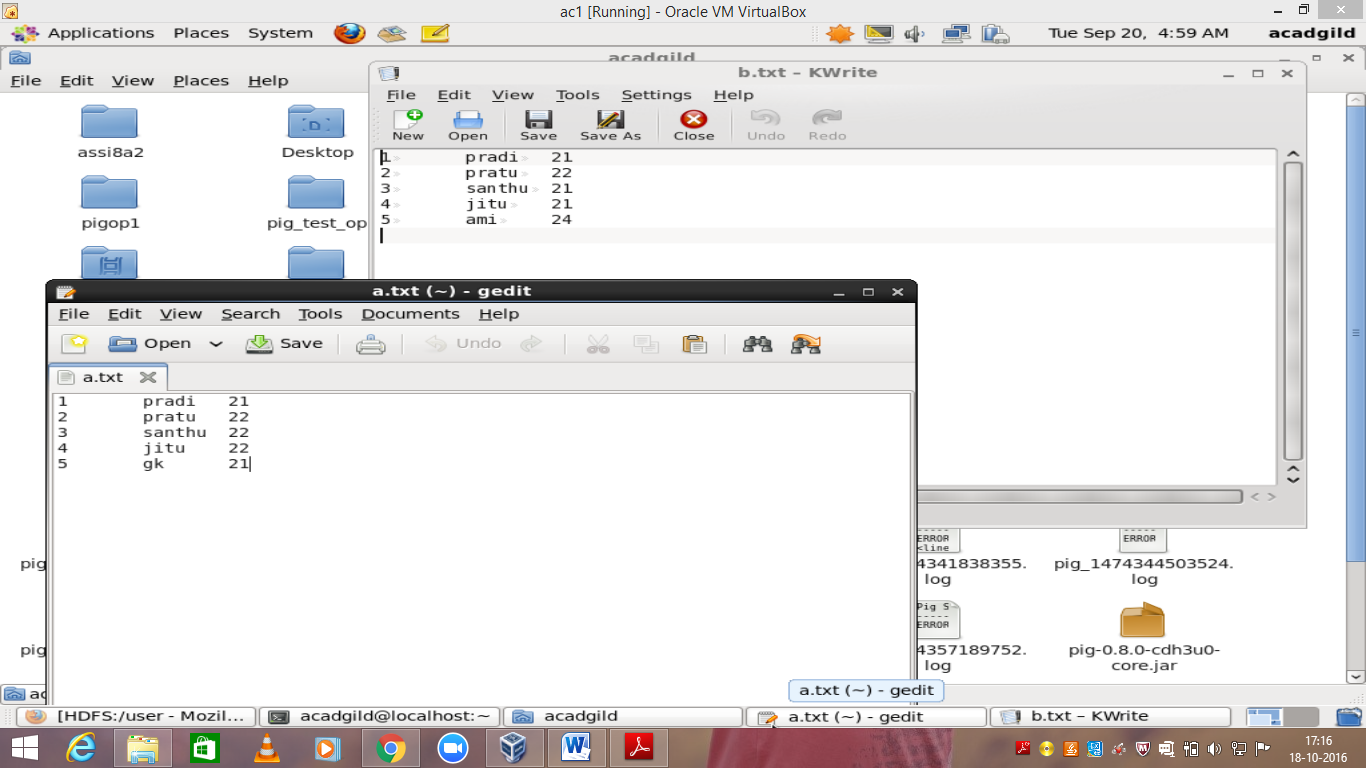 ac1 [Running] - Oracle VM VirtualBox
Applications Places System Tue Sep 20, 4:59 AM acadgild
acadgild
File Edit View Places Help
assi8a2 Desktop
pigop1 pig_test_op
b.txt – KWrite
File Edit View Tools Settings Help
New Open Save Save As Close Undo Redo
1 pradi 21
2 pratu 22
3 santhu 21
4 jitu 21
5 ami 24
a.txt (~) - gedit
File Edit View Search Tools Documents Help
Open Save Undo
a.txt
1 pradi 21
2 pratu 22
3 santhu 22
4 jitu 22
5 gk 21
ERROR
<line
ERROR
pig 4341838355. pig_1474344503524.
log log
Pig S
ERROR
pig 4357189752. pig-0.8.0-cdh3u0-
log core.jar
a.txt (~) - gedit
ac
[HDFS:/user - Mozil... acadgild@localhost:~ acadgild a.txt (~) - gedit b.txt – KWrite
17:16
18-10-2016